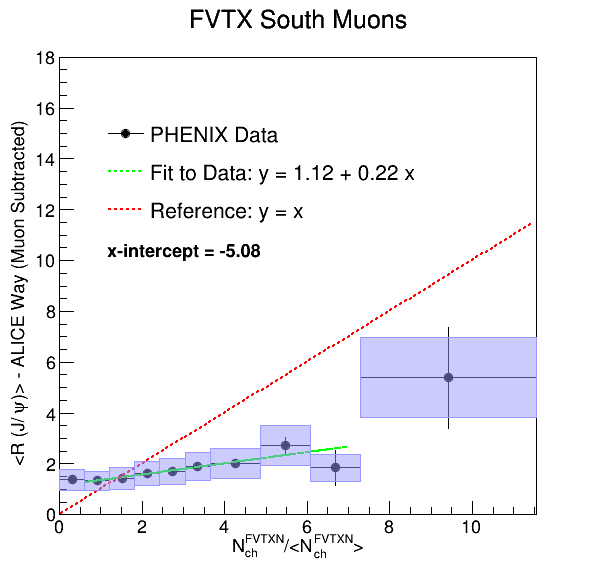 FVTX South Muons
<R (J/ψ)> - ALICE Way (Muon Subtracted)
18
16
14
12
10
8
6
4
2
0
PHENIX Data
Fit to Data: y = 1.12 + 0.22 x
Reference: y = x
x-intercept = -5.08
0 2 4 6 8 10
N_ch^FVTXN/<N_ch^FVTXN>